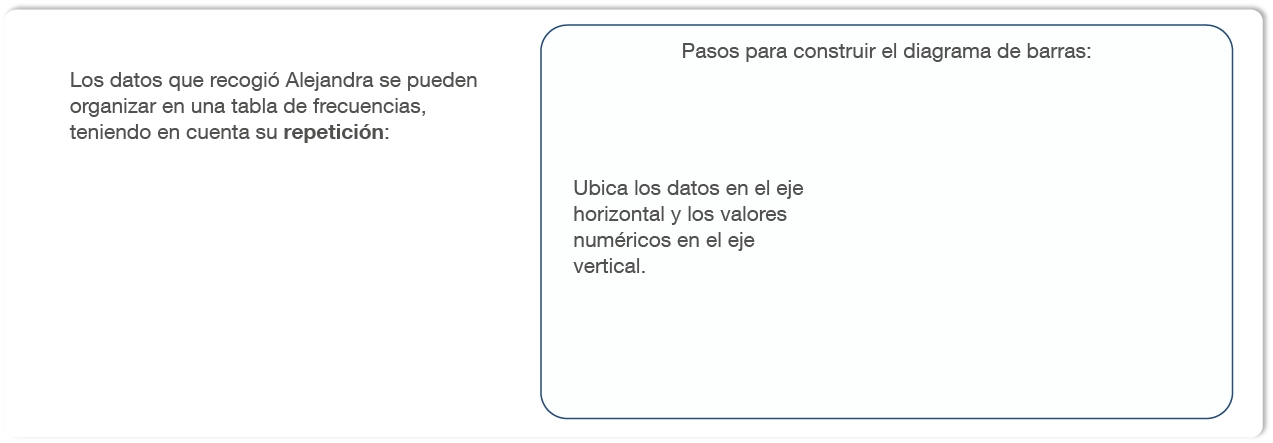 Los datos que recogió Alejandra se pueden
organizar en una tabla de frecuencias,
teniendo en cuenta su repetición:
Pasos para construir el diagrama de barras:
Ubica los datos en el eje
horizontal y los valores
numéricos en el eje
vertical.